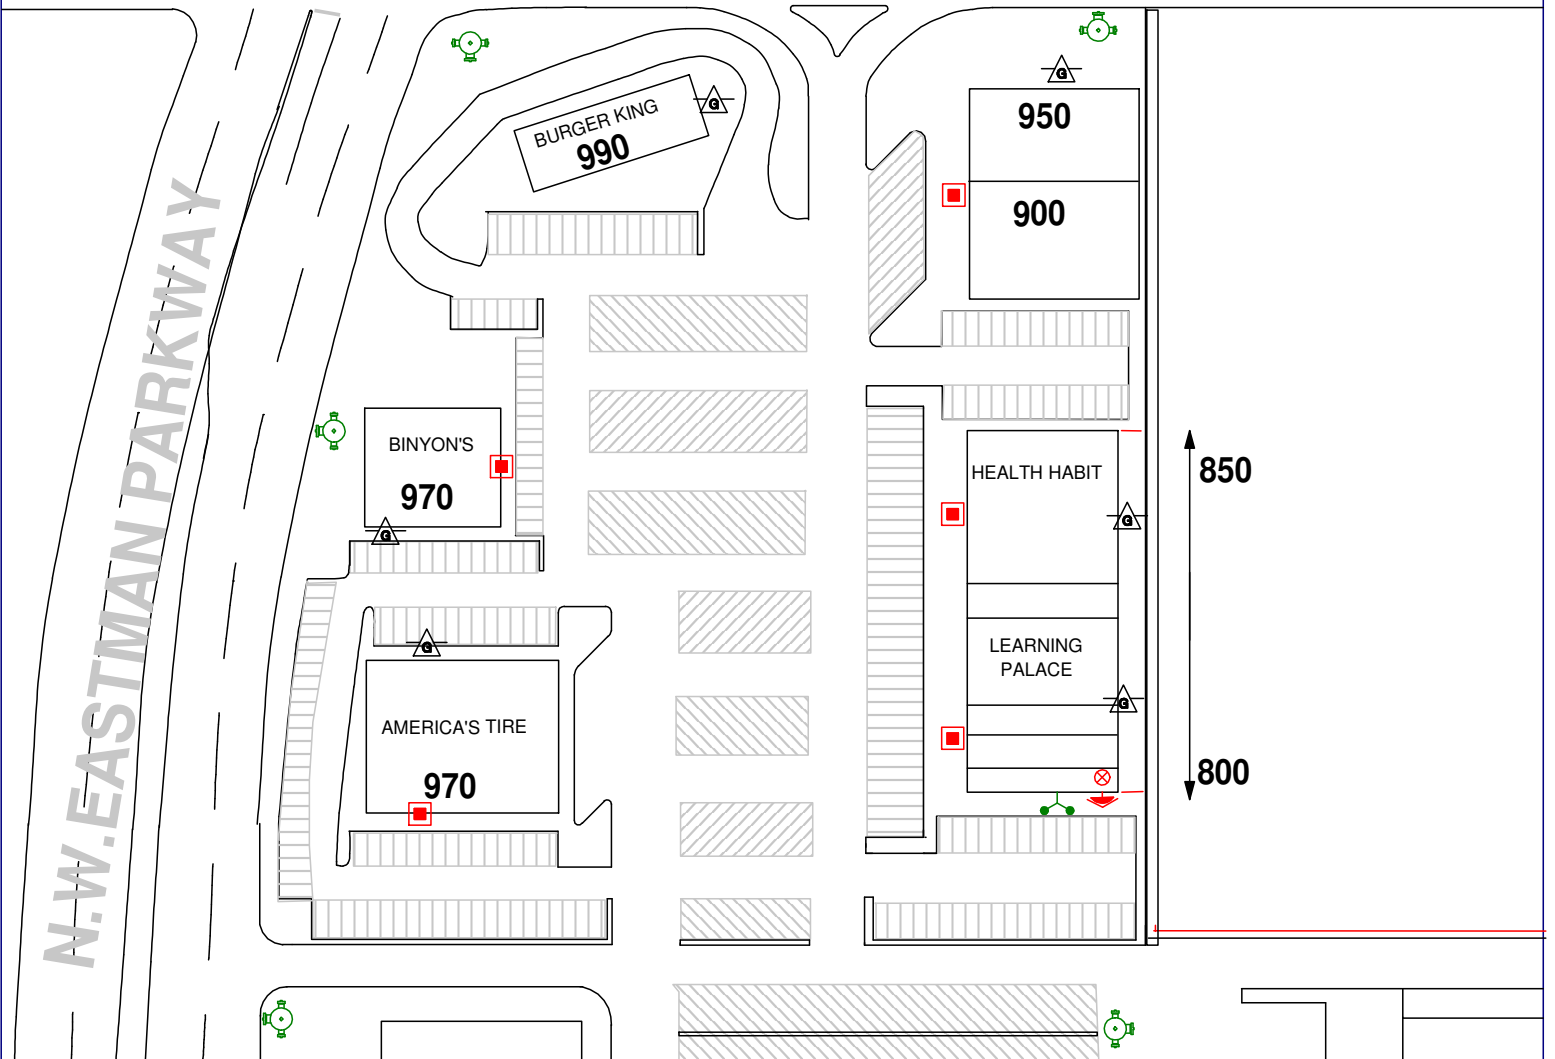 N.W.EASTMAN PARKWAY
BURGER KING
990
G
950
900
G
BINYON'S
970
G
HEALTH HABIT
850
G
LEARNING
PALACE
G
800
G
AMERICA'S TIRE
970